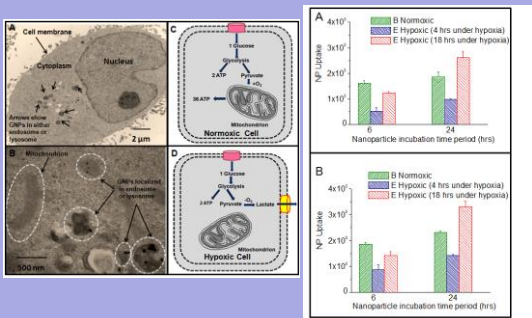 A
Cell membrane
Nucleus
Cytoplasm
Arrows show
GNPs in either
endosome or
lysosome
2 µm
B
Mitochondrion
GNPs localized
in endosome
or lysosome
500 nm
C
1 Glucose
Glycolysis
2 ATP
Pyruvate
+O₂
36 ATP
Mitochondrion
Normoxic Cell
D
1 Glucose
Glycolysis
-O₂
2 ATP
Pyruvate
Lactate
Mitochondrion
Hypoxic Cell
A
B Normoxic
E Hypoxic (4 hrs under hypoxia)
E Hypoxic (18 hrs under hypoxia)
NP Uptake
0
6
24
Nanoparticle incubation time period (hrs)
B
B Normoxic
E Hypoxic (4 hrs under hypoxia)
E Hypoxic (18 hrs under hypoxia)
NP Uptake
0
6
24
Nanoparticle incubation time period (hrs)